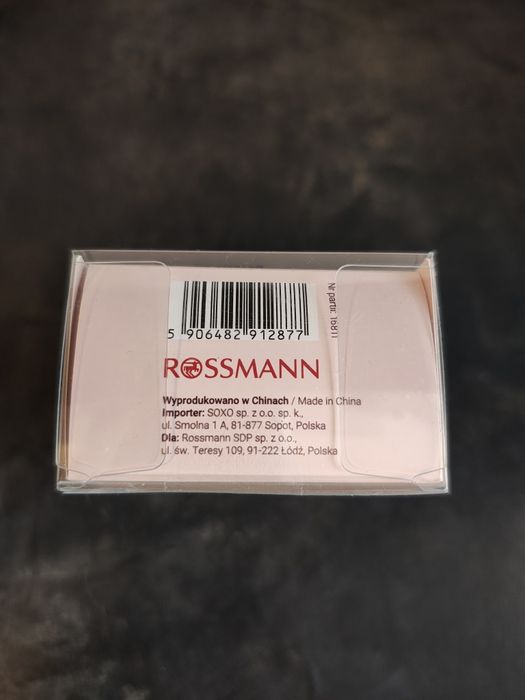 5 906482 912877
Nr partii: 16811
ROSSMANN
Wyprodukowano w Chinach / Made in China
Importer: SOXO sp. z o.o. sp. k.,
ul. Smolna 1 A, 81-877 Sopot, Polska
Dla: Rossmann SDP sp. z o.o.,
ul. św. Teresy 109, 91-222 Łódź, Polska